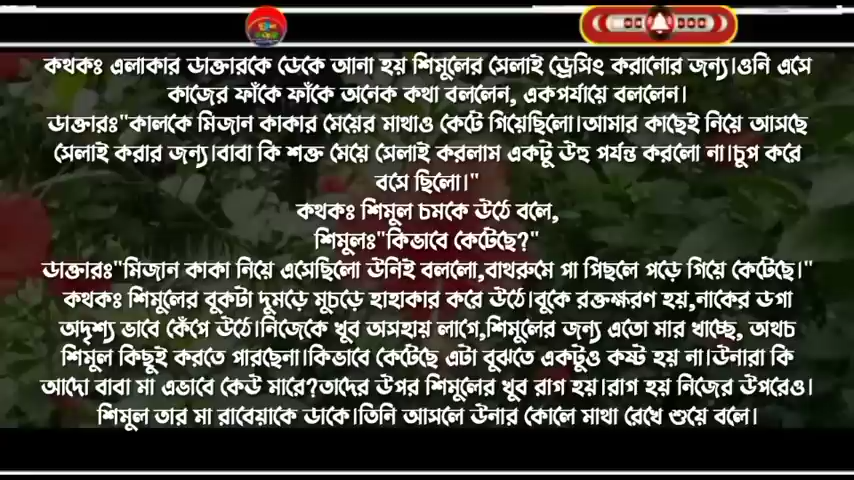 কথকঃ এলাকার ডাক্তারকে ডেকে আনা হয় শিমুলের সেলাই ড্রেসিং করানোর জন্য।ওনি এসে
কাজের ফাঁকে ফাঁকে অনেক কথা বললেন, একপর্যায়ে বললেন।
ডাক্তারঃ"কালকে মিজান কাকার মেয়ের মাথাও কেটে গিয়েছিলো।আমার কাছেই নিয়ে আসছে
সেলাই করার জন্য।বাবা কি শক্ত মেয়ে সেলাই করলাম একটু উহু পর্যন্ত করলো না।চুপ করে
বসে ছিলো।"
কথকঃ শিমুল চমকে উঠে বলে,
শিমুলঃ"কিভাবে কেটেছে?"
ডাক্তারঃ"মিজান কাকা নিয়ে এসেছিলো উনিই বললো,বাথরুমে পা পিছলে পড়ে গিয়ে কেটেছে।"
কথকঃ শিমুলের বুকটা দুমড়ে মুচড়ে হাহাকার করে উঠে।বুকে রক্তক্ষরণ হয়,নাকের ডগা
অদৃশ্য ভাবে কেঁপে উঠে।নিজেকে খুব অসহায় লাগে,শিমুলের জন্য এতো মার খাচ্ছে, অথচ
শিমুল কিছুই করতে পারছেনা।কিভাবে কেটেছে এটা বুঝতে একটুও কষ্ট হয় না।উনারা কি
আদো বাবা মা এভাবে কেউ মারে?তাদের উপর শিমুলের খুব রাগ হয়।রাগ হয় নিজের উপরেও।
শিমুল তার মা রাবেয়াকে ডাকে।তিনি আসলে উনার কোলে মাথা রেখে শুয়ে বলে।